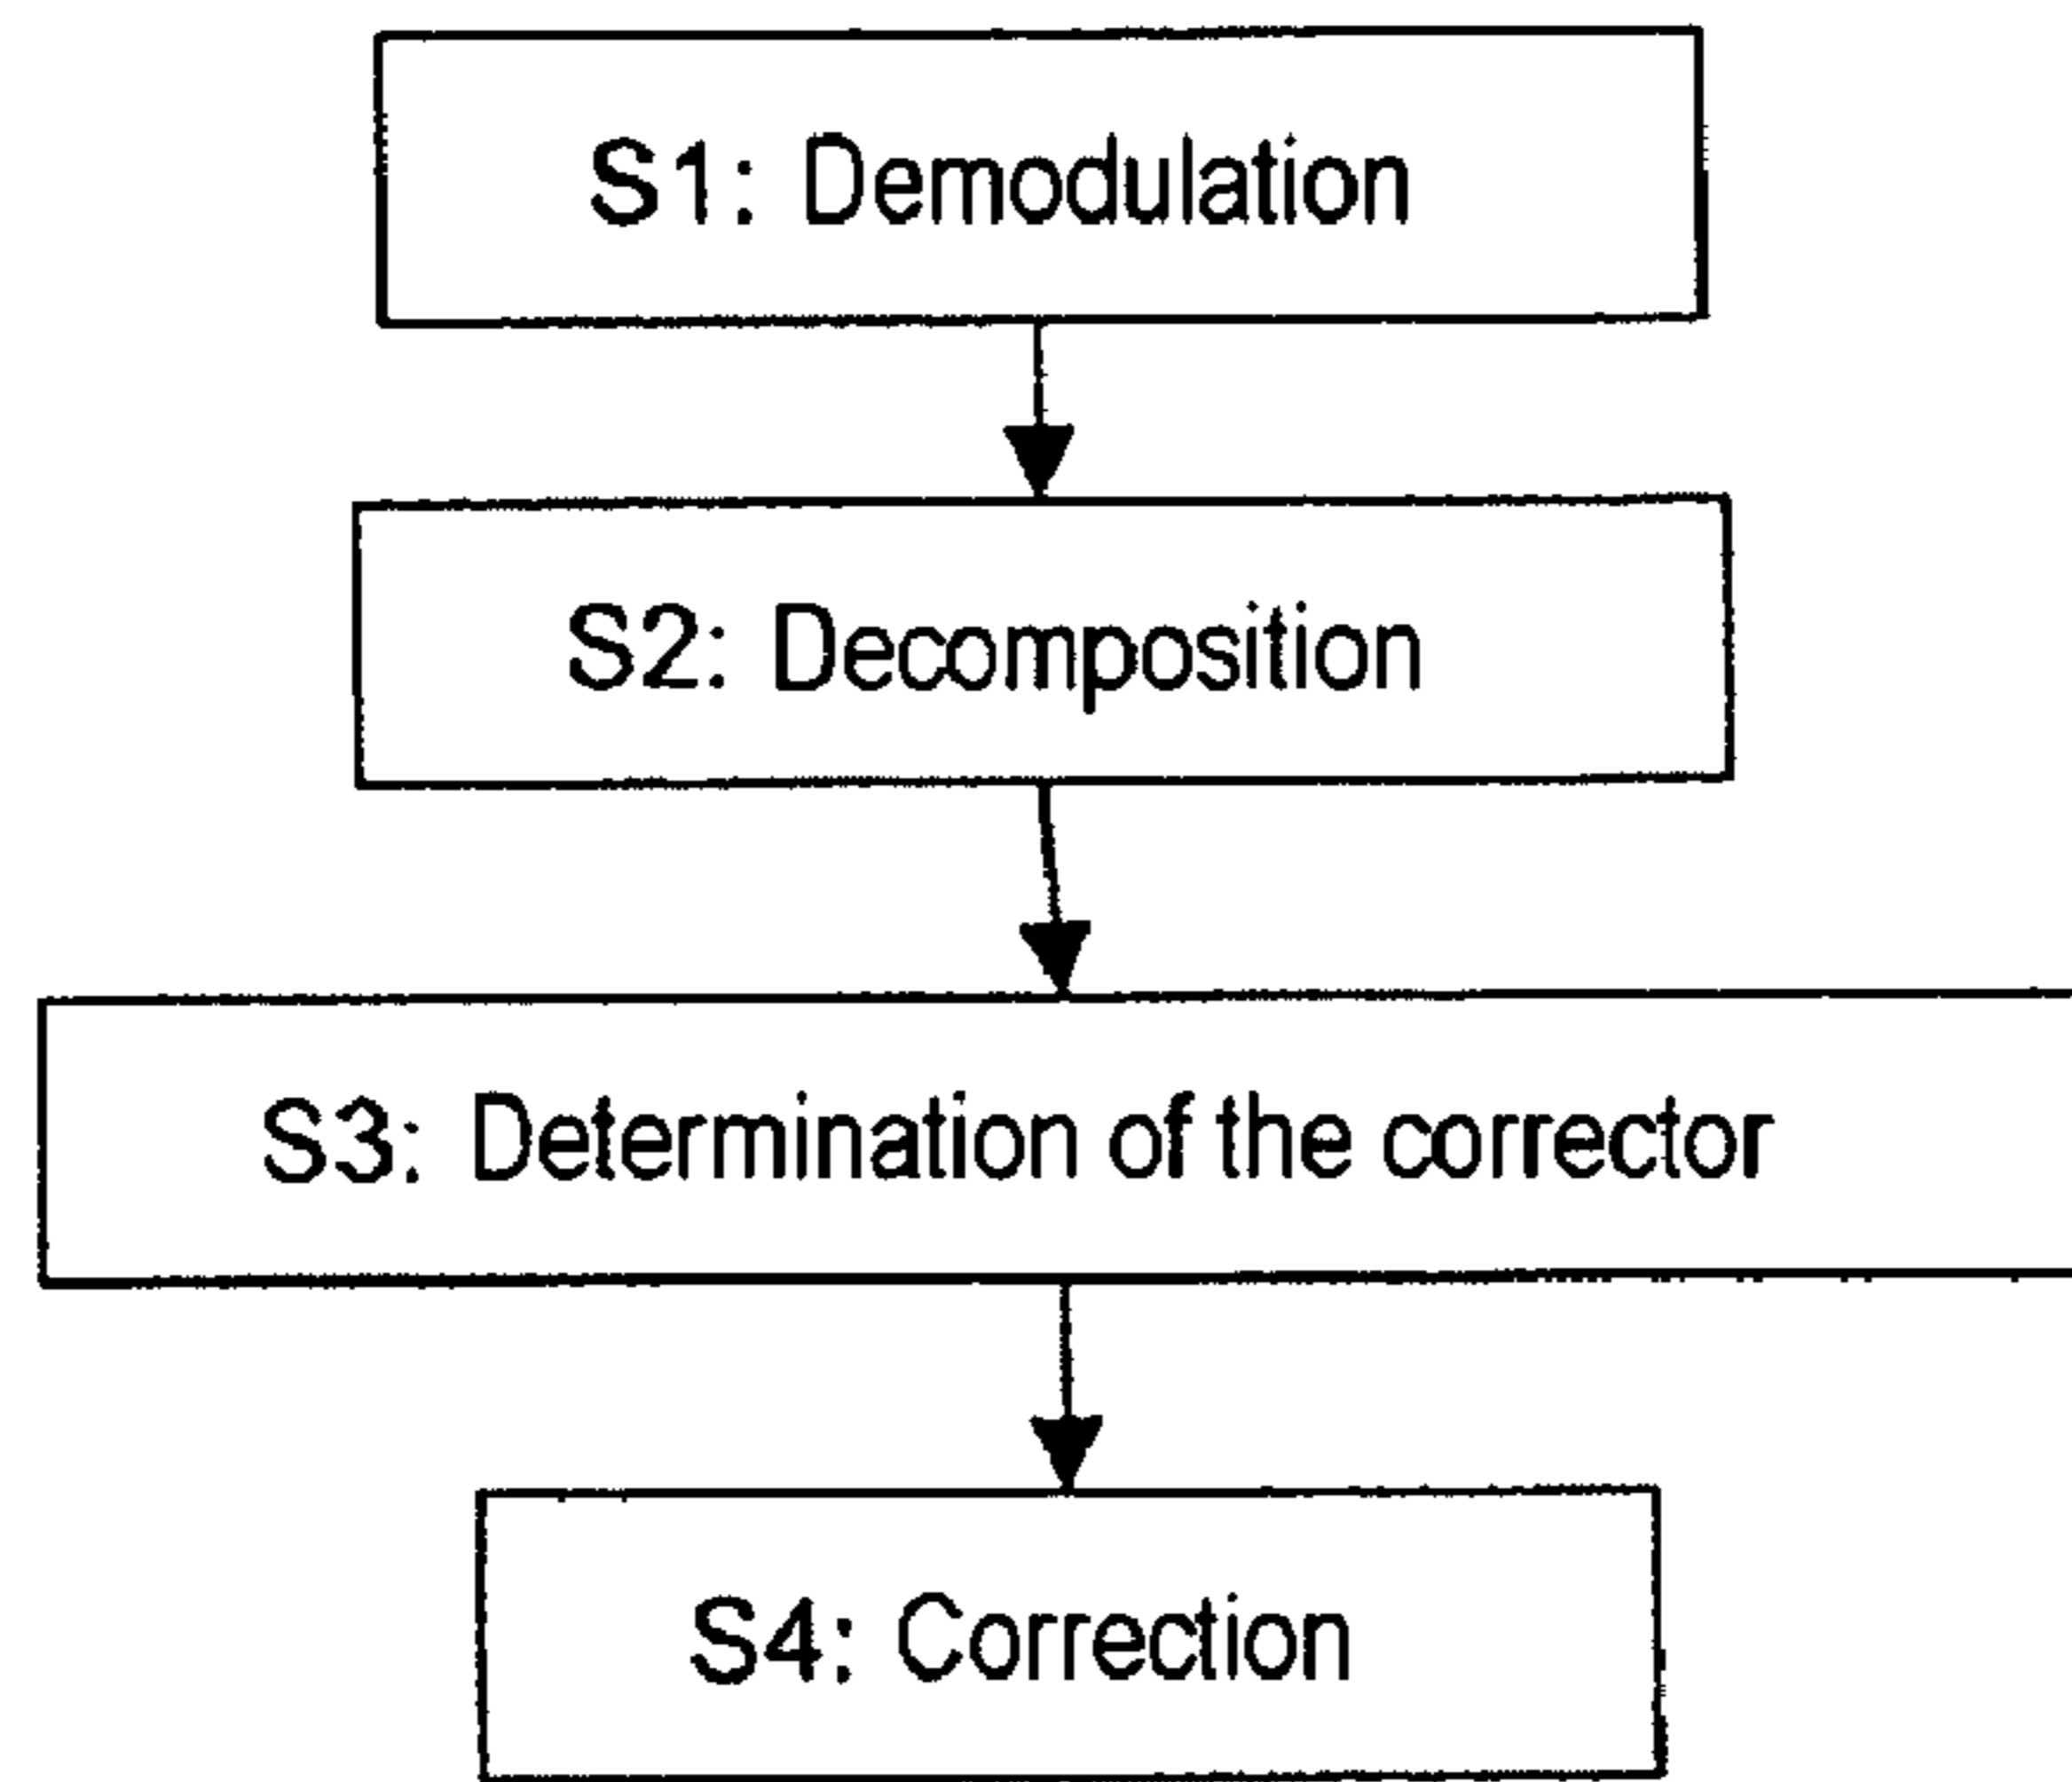 S1: Demodulation
S2: Decomposition
S3: Determination of the corrector
S4: Correction